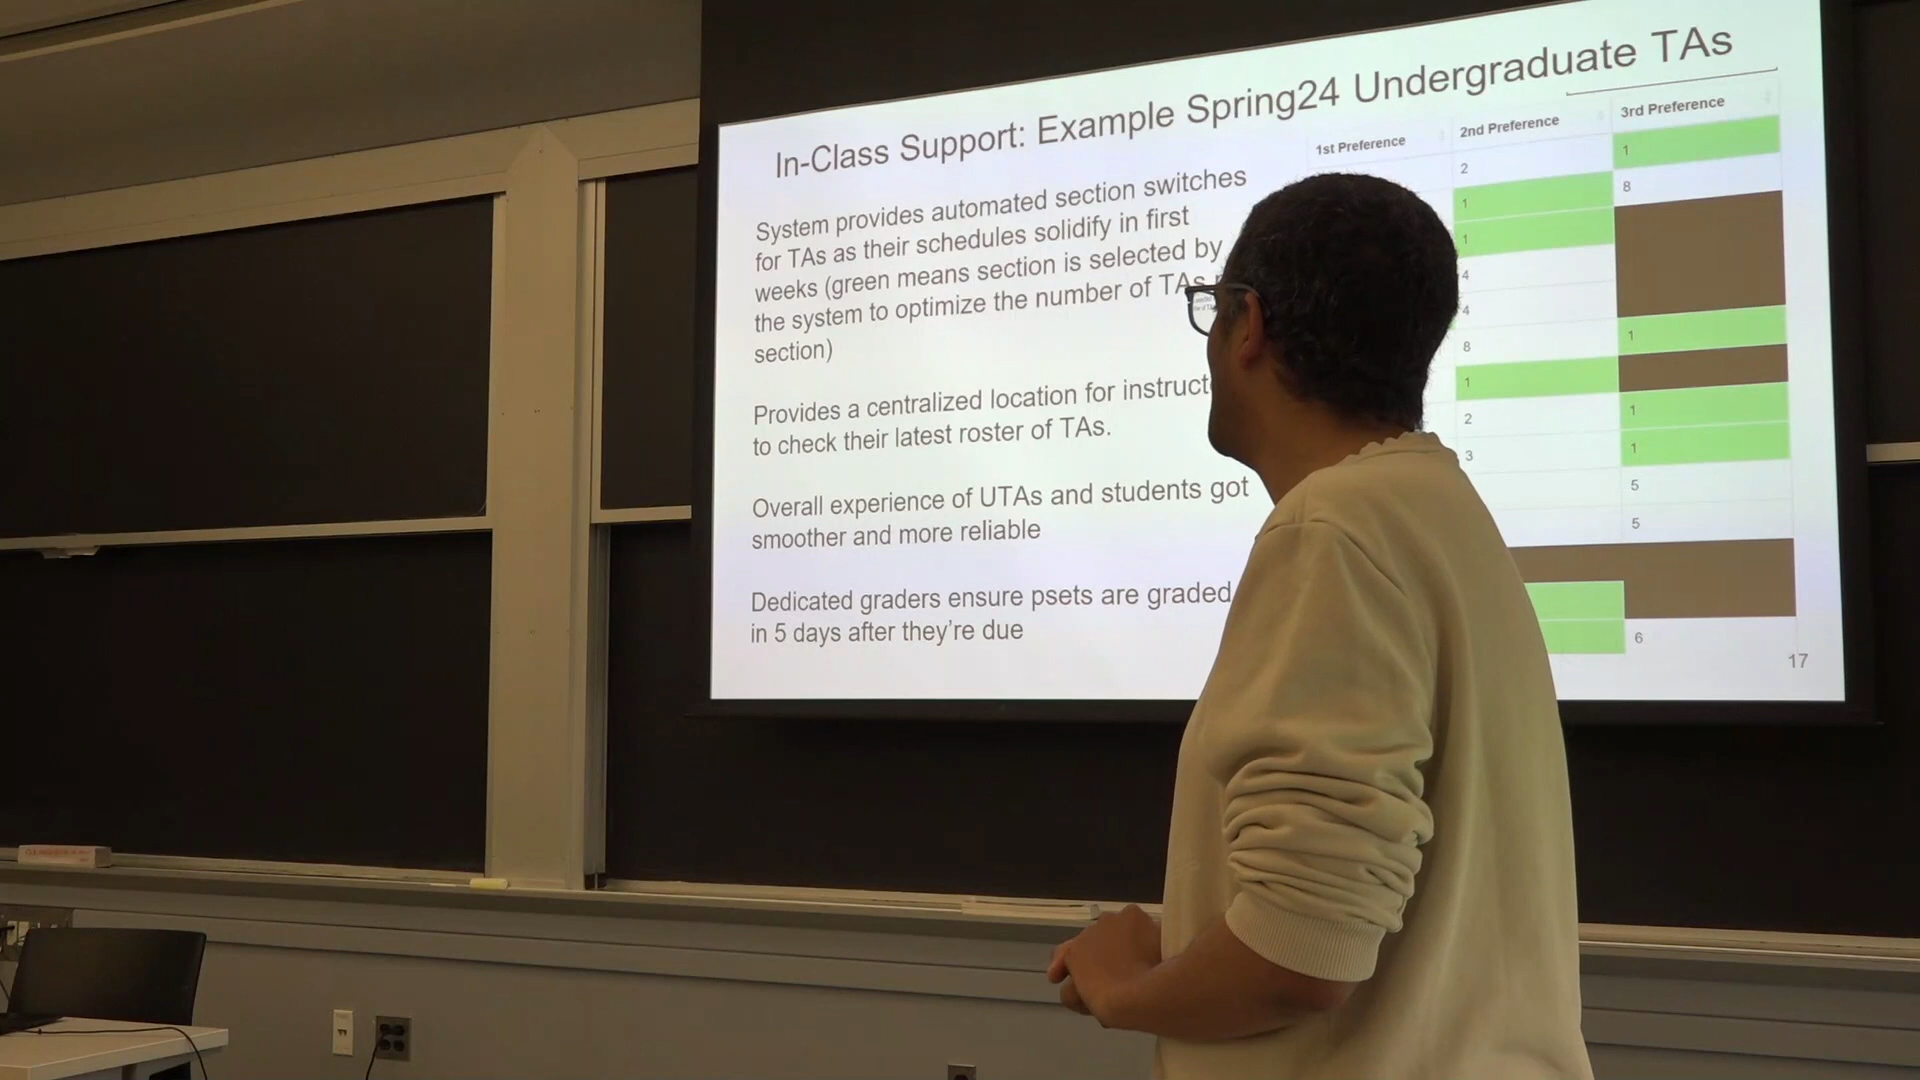 In-Class Support: Example Spring24 Undergraduate TAs
System provides automated section switches
for TAs as their schedules solidify in first
weeks (green means section is selected by
the system to optimize the number of TAs
section)
Provides a centralized location for
to check their latest roster of TAs.
Overall experience of UTAs and students got
smoother and more reliable
Dedicated graders ensure psets are graded
in 5 days after they’re due
1st Preference 2nd Preference 3rd Preference
2 1
1 8
1
4
4
8 1
1
2 1
3 1
5
5
6
17